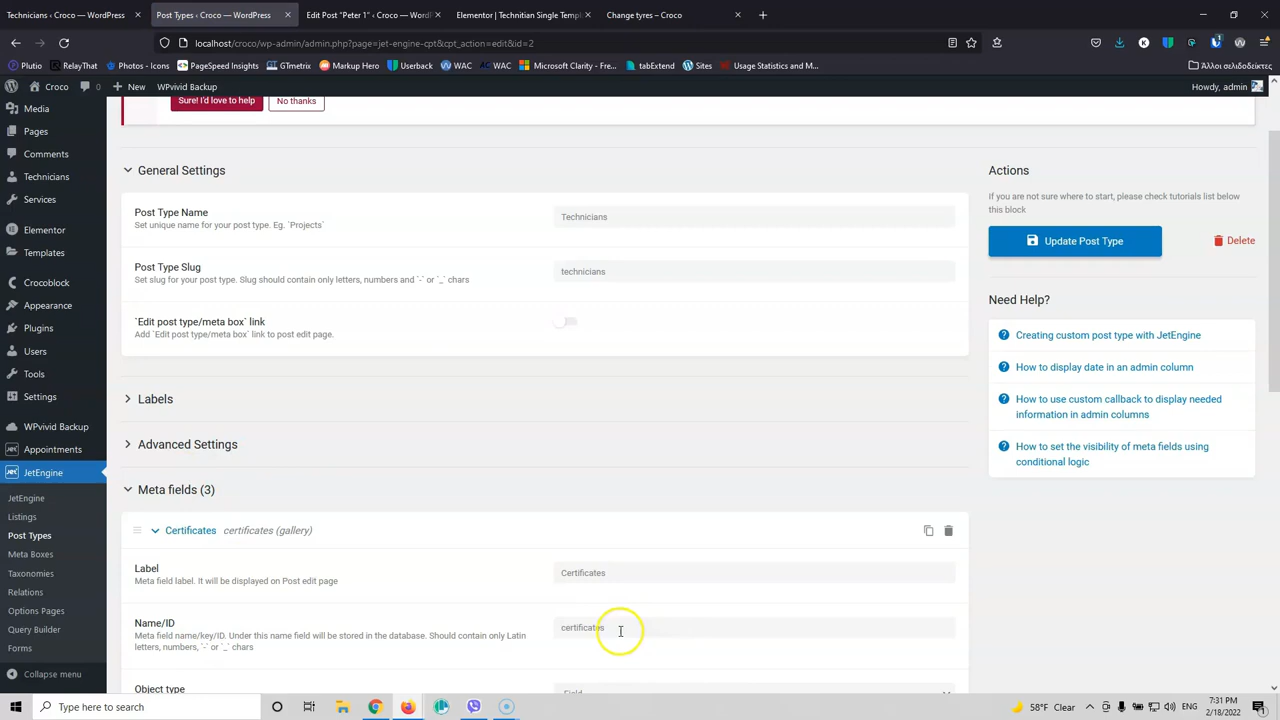 Technicians ‹ Croco — WordPress
Post Types ‹ Croco — WordPress
Edit Post "Peter 1" ‹ Croco — WordP
Elementor | Technitian Single Templ
Change tyres – Croco
localhost/croco/wp-admin/admin.php?page=jet-engine-cpt&cpt_action=edit&id=2
Plutio
RelayThat
Photos - Icons
PageSpeed Insights
GTmetrix
Markup Hero
Userback
WAC
WAC
Microsoft Clarity - Fre...
tabExtend
Sites
Usage Statistics and M...
Άλλοι σελιδοδείκτες
Croco
0
New
WPvivid Backup
Howdy, admin
Media
Pages
Comments
Technicians
Services
Elementor
Templates
Crocoblock
Appearance
Plugins
Users
Tools
Settings
WPvivid Backup
Appointments
JetEngine
JetEngine
Listings
Post Types
Meta Boxes
Taxonomies
Relations
Options Pages
Query Builder
Forms
Collapse menu
Sure! I'd love to help
No thanks
General Settings
Post Type Name
Set unique name for your post type. Eg. `Projects`
Technicians
Post Type Slug
Set slug for your post type. Slug should contain only letters, numbers and `-` or `_` chars
technicians
`Edit post type/meta box` link
Add `Edit post type/meta box` link to post edit page.
Labels
Advanced Settings
Meta fields (3)
Certificates certificates (gallery)
Label
Meta field label. It will be displayed on Post edit page
Certificates
Name/ID
Meta field name/key/ID. Under this name field will be stored in the database. Should contain only Latin
letters, numbers, `-` or `_` chars
certificates
Object type
Field
Actions
If you are not sure where to start, please check tutorials list below
this block
Update Post Type
Delete
Need Help?
Creating custom post type with JetEngine
How to display date in an admin column
How to use custom callback to display needed
information in admin columns
How to set the visibility of meta fields using
conditional logic
Type here to search
58°F Clear
ENG
7:31 PM
2/18/2022